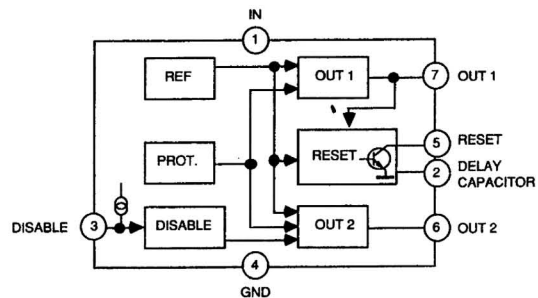 IN
1
REF
OUT 1
7 OUT 1
RESET
5 RESET
PROT.
2 DELAY
CAPACITOR
DISABLE 3
DISABLE
OUT 2
6 OUT 2
4
GND